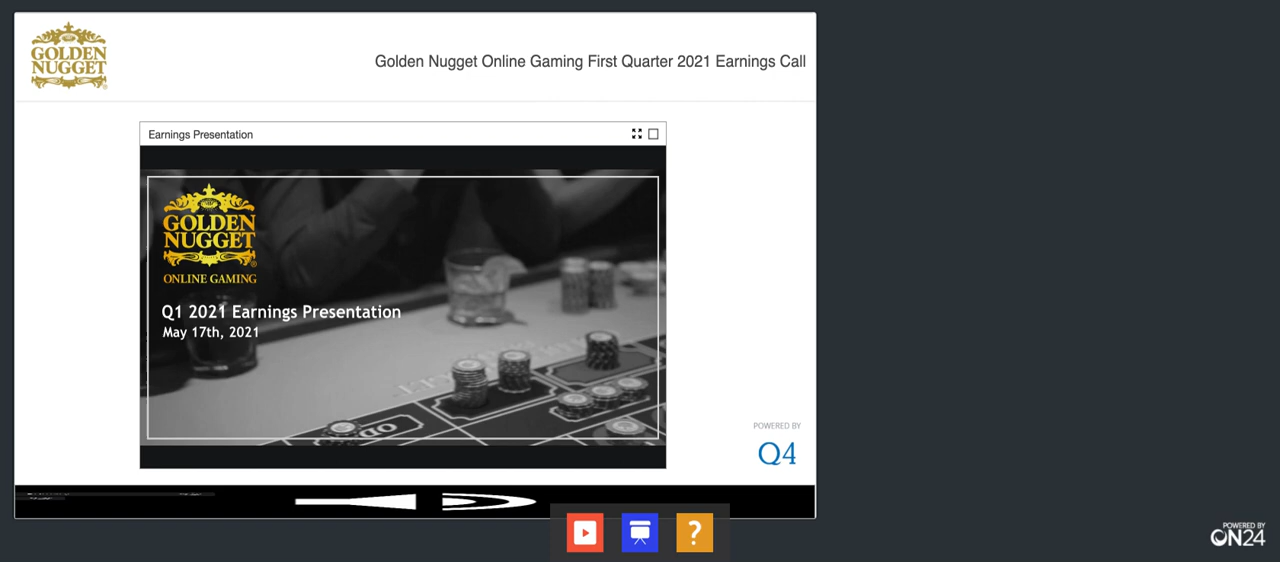 GOLDEN
NUGGET
Golden Nugget Online Gaming First Quarter 2021 Earnings Call
Earnings Presentation
GOLDEN
NUGGET
ONLINE GAMING
Q1 2021 Earnings Presentation
May 17th, 2021
POWERED BY
Q4
POWERED BY
ON24